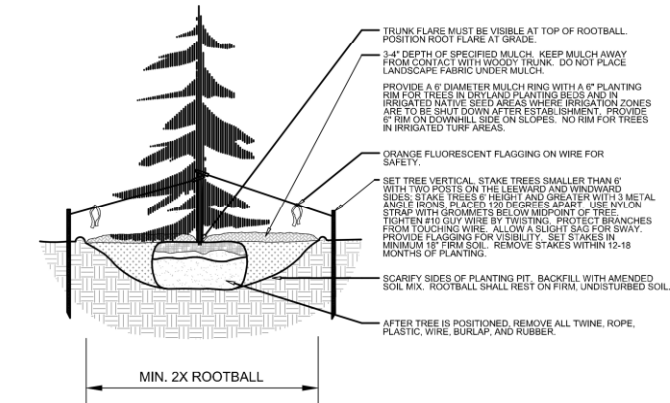 TRUNK FLARE MUST BE VISIBLE AT TOP OF ROOTBALL.
POSITION ROOT FLARE AT GRADE.
3-4" DEPTH OF SPECIFIED MULCH. KEEP MULCH AWAY
FROM CONTACT WITH WOODY TRUNK. DO NOT PLACE
LANDSCAPE FABRIC UNDER MULCH.
PROVIDE A 6' DIAMETER MULCH RING WITH A 6" PLANTING
RIM FOR TREES IN DRYLAND PLANTING BEDS AND IN
IRRIGATED NATIVE SEED AREAS WHERE IRRIGATION ZONES
ARE TO BE SHUT DOWN AFTER ESTABLISHMENT. PROVIDE
6" RIM ON DOWNHILL SIDE ON SLOPES. NO RIM FOR TREES
IN IRRIGATED TURF AREAS.
ORANGE FLUORESCENT FLAGGING ON WIRE FOR
SAFETY.
SET TREE VERTICAL. STAKE TREES SMALLER THAN 6'
WITH TWO POSTS ON THE LEEWARD AND WINDWARD
SIDES; STAKE TREES 6' HEIGHT AND GREATER WITH 3 METAL
ANGLE IRONS, PLACED 120 DEGREES APART. USE NYLON
STRAP WITH GROMMETS BELOW MIDPOINT OF TREE.
TIGHTEN #10 GUY WIRE BY TWISTING. PROTECT BRANCHES
FROM TOUCHING WIRE. ALLOW A SLIGHT SAG FOR SWAY.
PROVIDE FLAGGING FOR VISIBILITY. SET STAKES IN
MINIMUM 18" FIRM SOIL. REMOVE STAKES WITHIN 12-18
MONTHS OF PLANTING.
SCARIFY SIDES OF PLANTING PIT. BACKFILL WITH AMENDED
SOIL MIX. ROOTBALL SHALL REST ON FIRM, UNDISTURBED SOIL.
AFTER TREE IS POSITIONED, REMOVE ALL TWINE, ROPE,
PLASTIC, WIRE, BURLAP, AND RUBBER.
MIN. 2X ROOTBALL